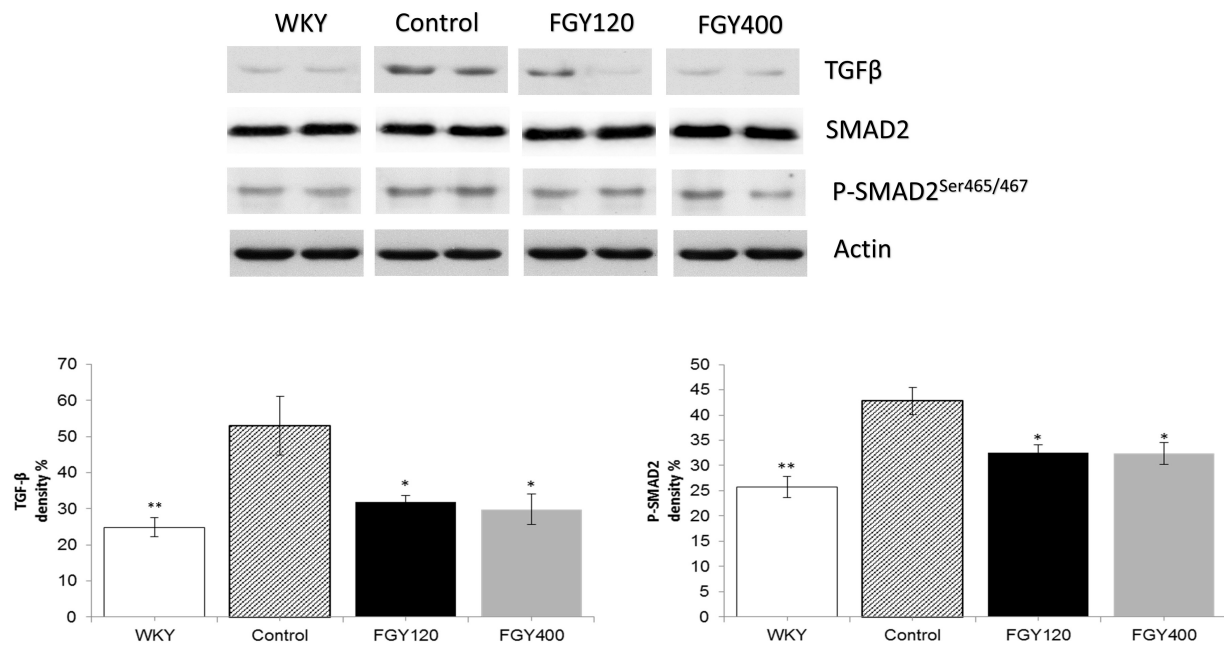 WKY Control FGY120 FGY400
TGFβ
SMAD2
P-SMAD2Ser465/467
Actin
70
60
50
40
30
20
10
0
TGF-β
density %
**
*
*
WKY Control FGY120 FGY400
50
45
40
35
30
25
20
15
10
5
0
P-SMAD2
density %
**
*
*
WKY Control FGY120 FGY400